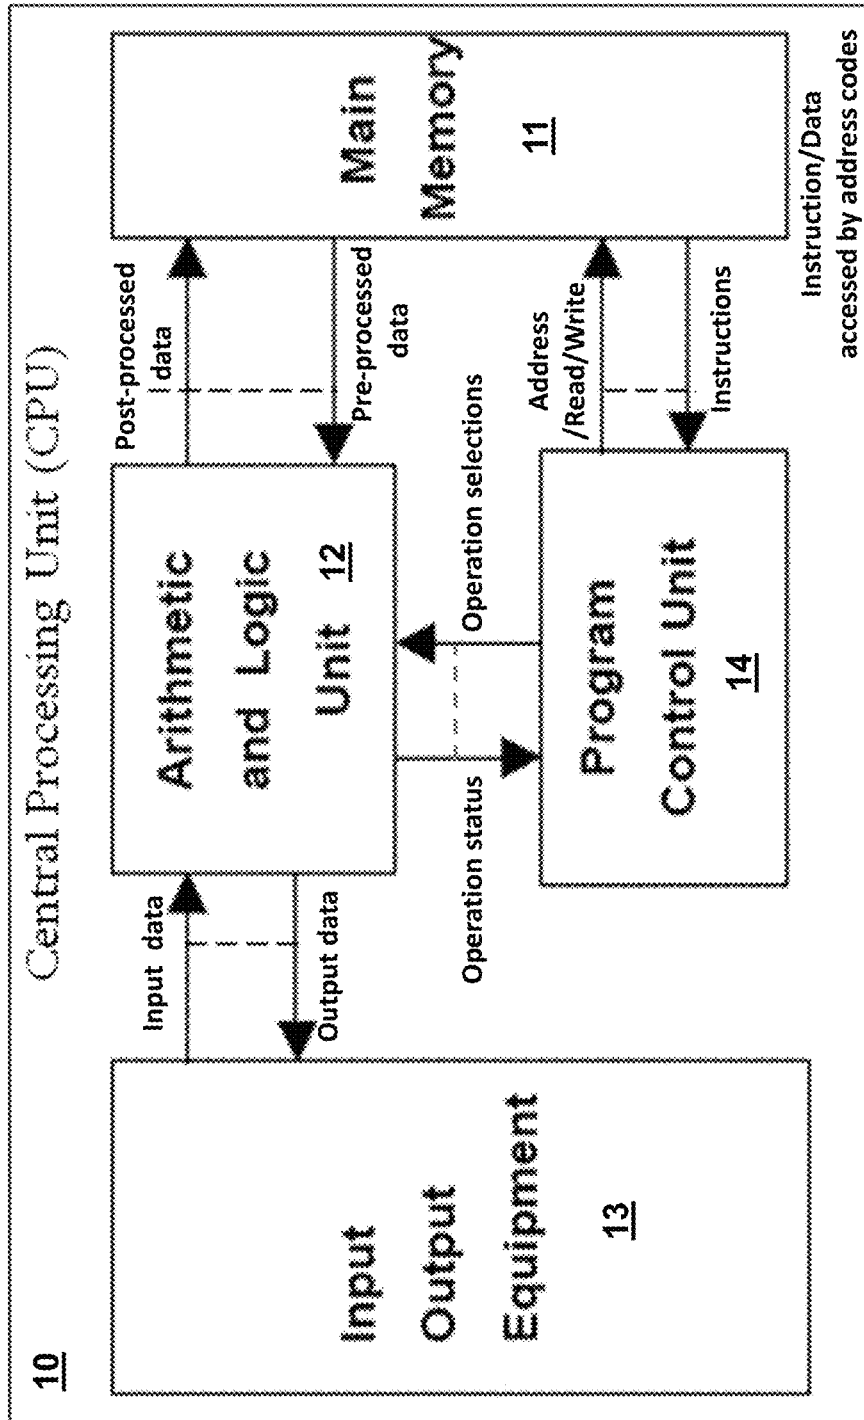 10
Central Processing Unit (CPU)
Input
Output
Equipment
13
Input data
Output data
Arithmetic
and Logic
Unit 12
Operation status
Operation selections
Program
Control Unit
14
Post-processed
data
Pre-processed
data
Address
/Read/Write
Instructions
Main
Memory
11
Instruction/Data
accessed by address codes